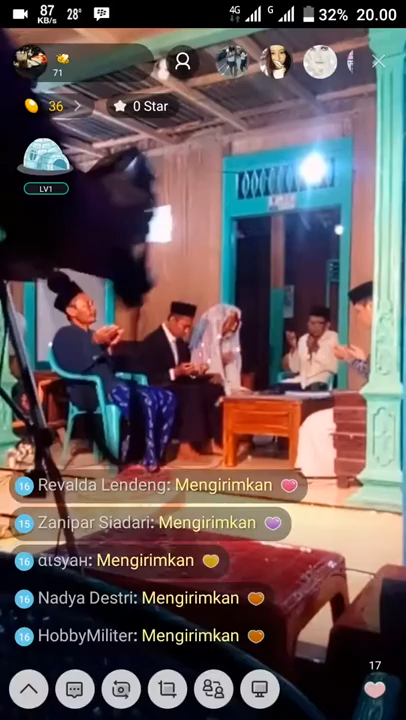 87 KB/s 28° 4G G 32% 20.00
71
36 > 0 Star
LV1
16 Revalda Lendeng: Mengirimkan
15 Zanipar Siadari: Mengirimkan
16 αιsyaн: Mengirimkan
16 Nadya Destri: Mengirimkan
16 HobbyMiliter: Mengirimkan
17